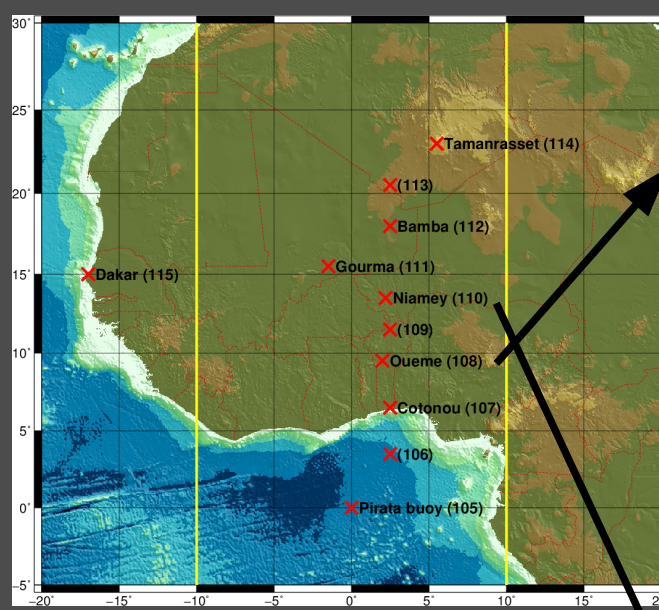 30°
25°
Tamanrasset (114)
20°
(113)
Bamba (112)
15°
Dakar (115)
Gourma (111)
Niamey (110)
(109)
10°
Oueme (108)
Cotonou (107)
5°
(106)
0°
Pirata buoy (105)
−5°
−20° −15° −10° −5° 0° 5° 10° 15° 2